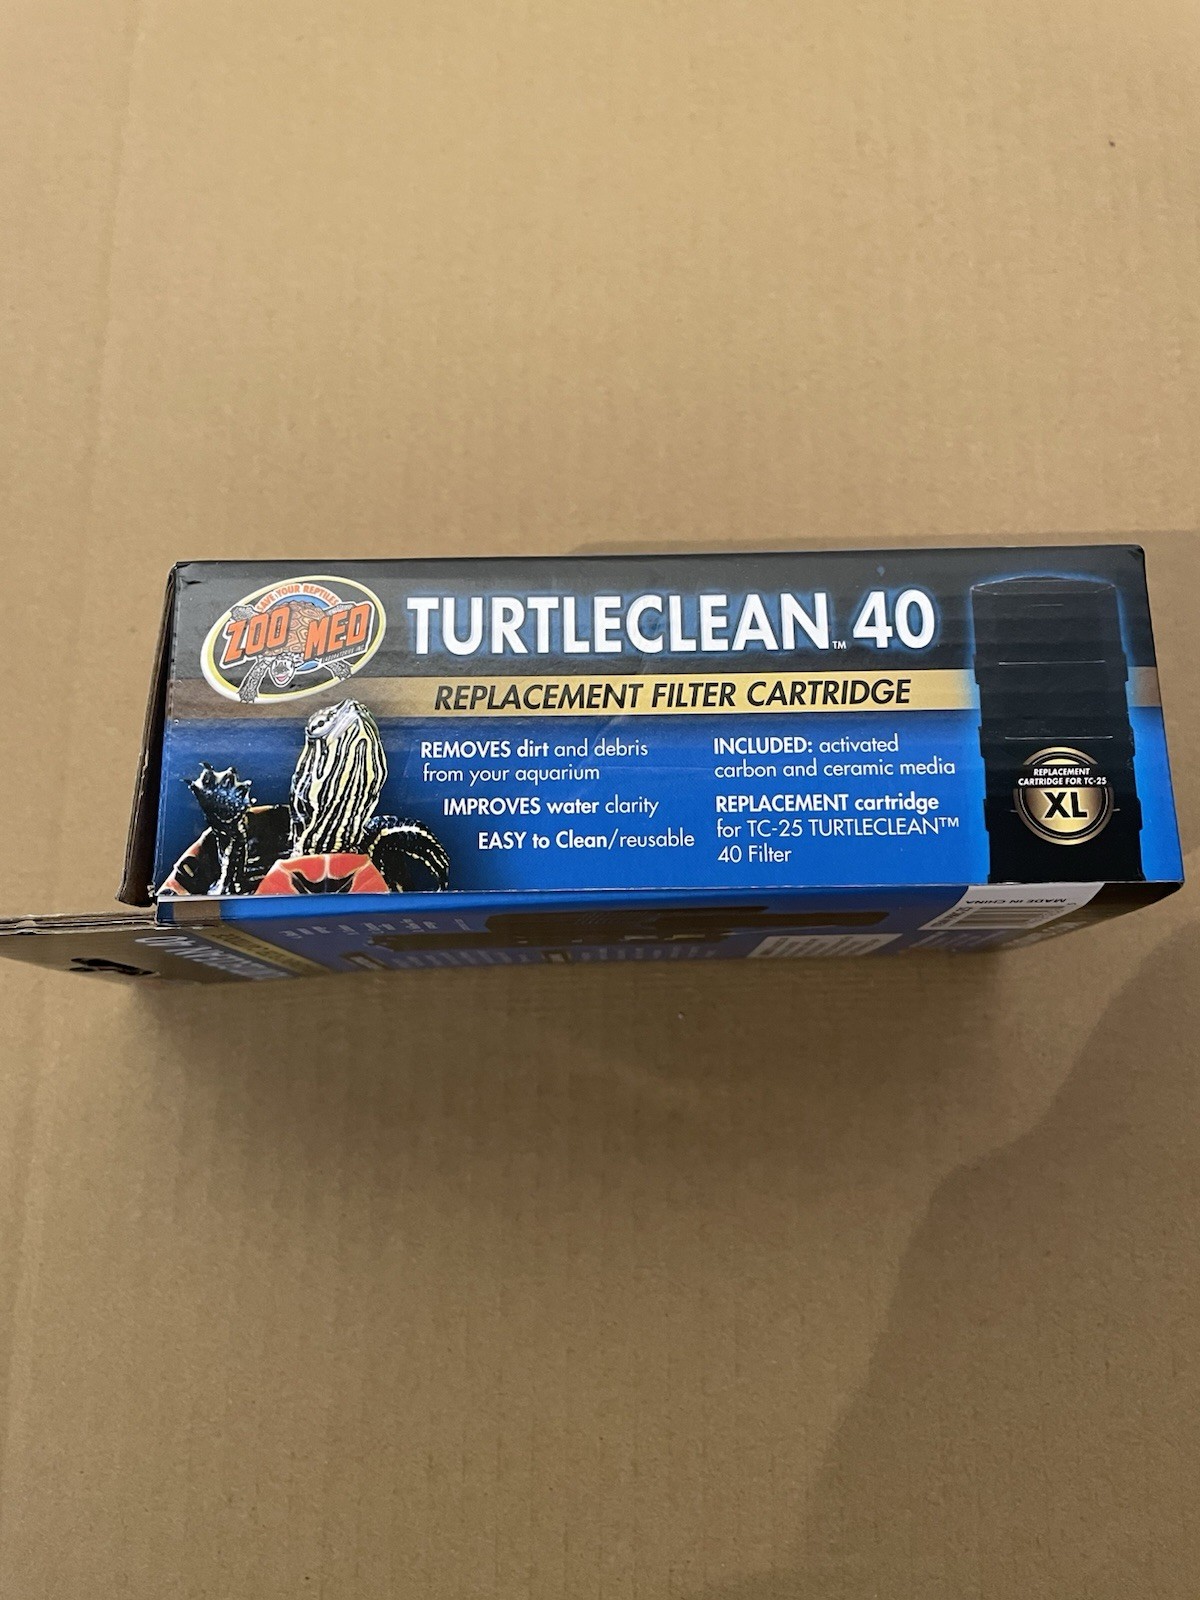 SAVE YOUR REPTILES
ZOO MED
LABORATORIES INC.
TURTLECLEAN™ 40
REPLACEMENT FILTER CARTRIDGE
REMOVES dirt and debris
from your aquarium
IMPROVES water clarity
EASY to Clean/reusable
INCLUDED: activated
carbon and ceramic media
REPLACEMENT cartridge
for TC-25 TURTLECLEAN™
40 Filter
REPLACEMENT
CARTRIDGE FOR TC-25
XL
MADE IN CHINA